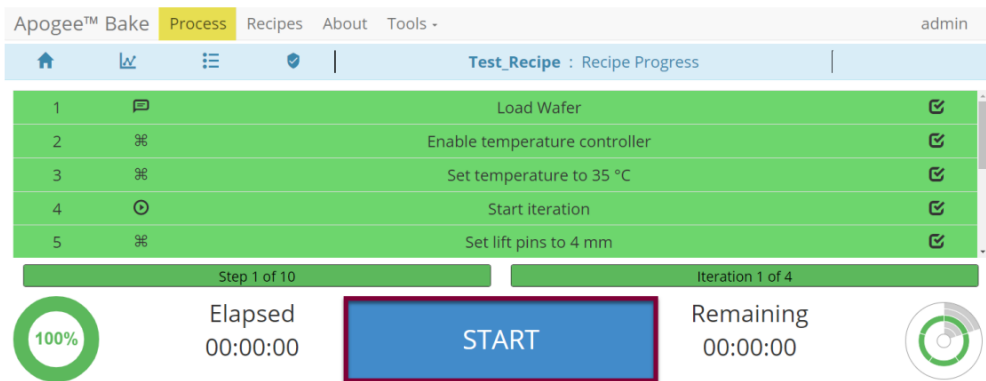 Apogee™ Bake Process Recipes About Tools admin
Test_Recipe : Recipe Progress
1 Load Wafer
2 ⌘ Enable temperature controller
3 ⌘ Set temperature to 35 °C
4 Start iteration
5 ⌘ Set lift pins to 4 mm
Step 1 of 10 Iteration 1 of 4
100% Elapsed 00:00:00 START Remaining 00:00:00